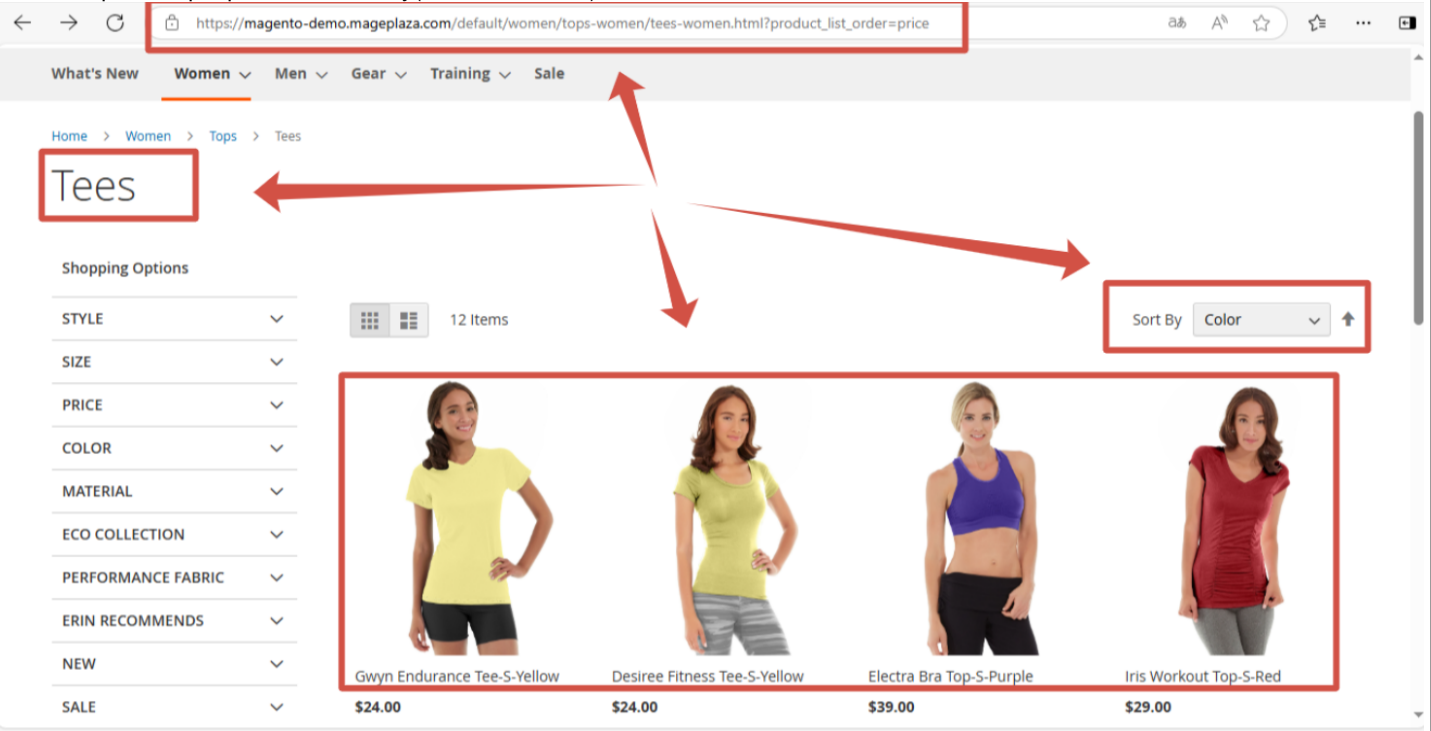 https://magento-demo.mageplaza.com/default/women/tops-women/tees-women.html?product_list_order=price
What's New Women Men Gear Training Sale
Home > Women > Tops > Tees
Tees
Shopping Options
12 Items
Sort By Color
STYLE
SIZE
PRICE
COLOR
MATERIAL
ECO COLLECTION
PERFORMANCE FABRIC
ERIN RECOMMENDS
NEW
SALE
Gwyn Endurance Tee-S-Yellow Desiree Fitness Tee-S-Yellow Electra Bra Top-S-Purple Iris Workout Top-S-Red
$24.00 $24.00 $39.00 $29.00